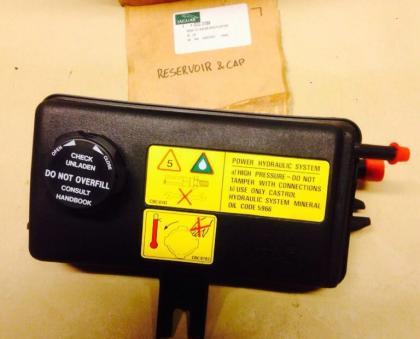 JAGUAR
RESERVOIR & CAP
OPEN
CLOSE
CHECK
UNLADEN
DO NOT OVERFILL
CONSULT
HANDBOOK
5
POWER HYDRAULIC SYSTEM
a) HIGH PRESSURE - DO NOT
TAMPER WITH CONNECTIONS
b) USE ONLY CASTROL
HYDRAULIC SYSTEM MINERAL
OIL CODE 5966